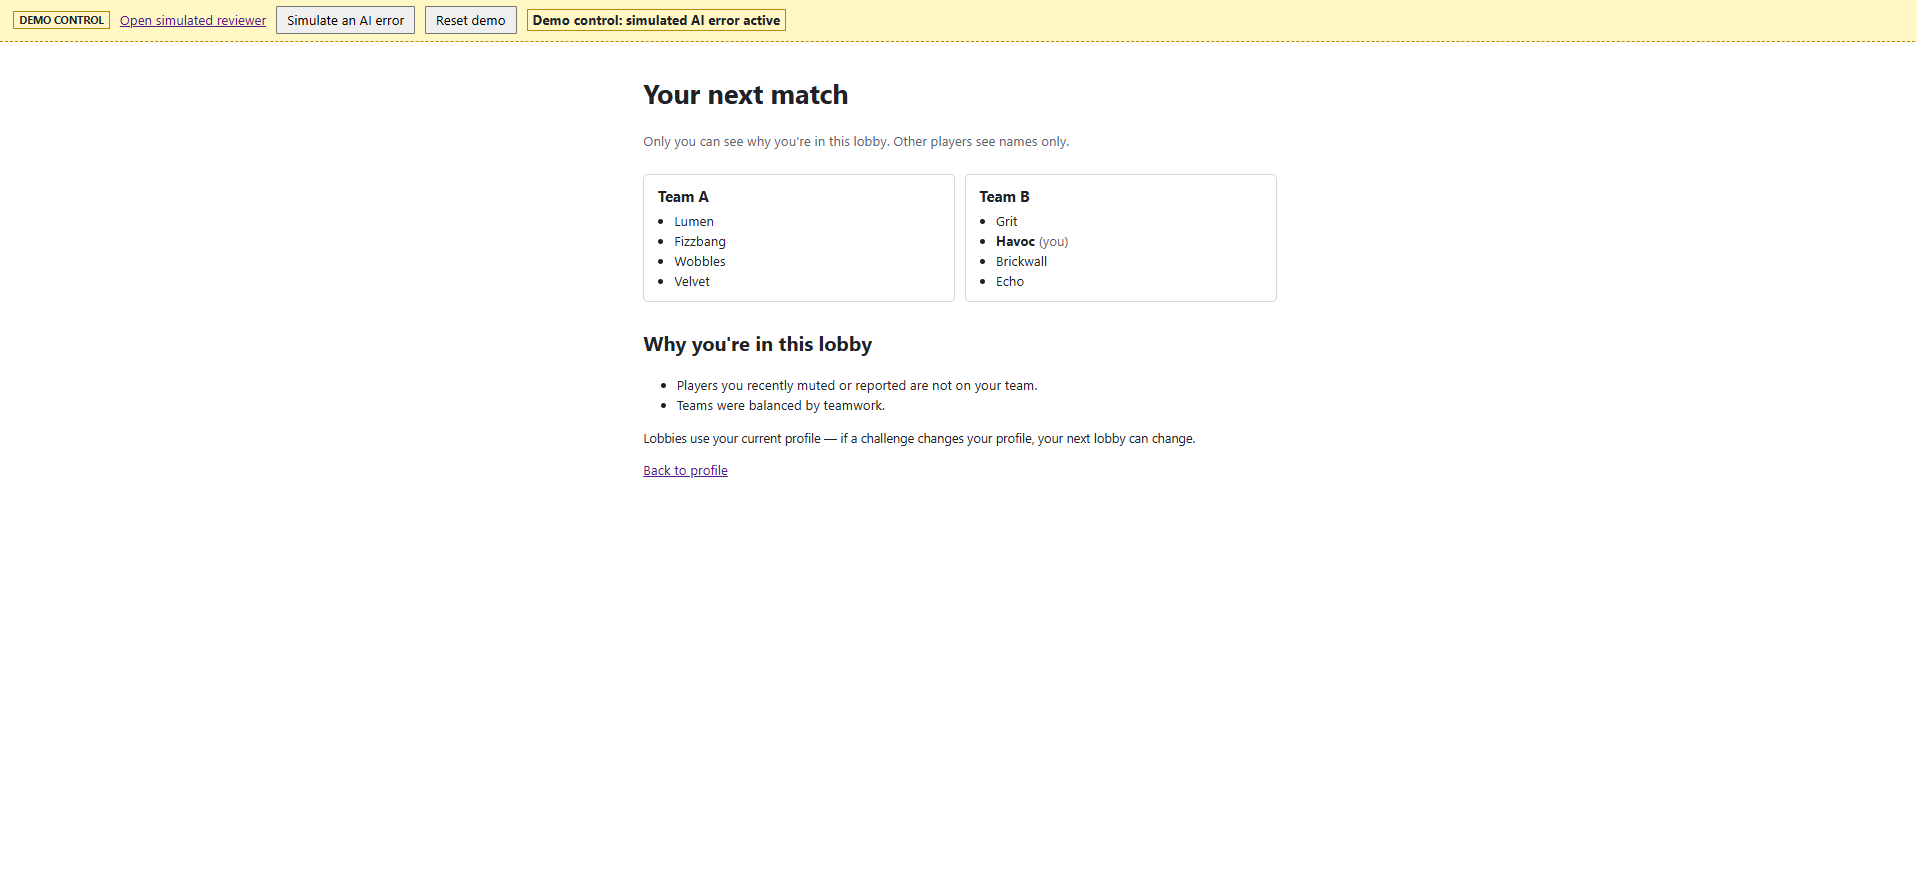 DEMO CONTROL Open simulated reviewer Simulate an AI error Reset demo Demo control: simulated AI error active
Your next match
Only you can see why you're in this lobby. Other players see names only.
Team A
Lumen
Fizzbang
Wobbles
Velvet
Team B
Grit
Havoc (you)
Brickwall
Echo
Why you're in this lobby
Players you recently muted or reported are not on your team.
Teams were balanced by teamwork.
Lobbies use your current profile — if a challenge changes your profile, your next lobby can change.
Back to profile